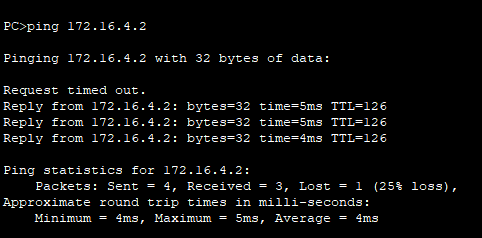 PC>ping 172.16.4.2
Pinging 172.16.4.2 with 32 bytes of data:
Request timed out.
Reply from 172.16.4.2: bytes=32 time=5ms TTL=126
Reply from 172.16.4.2: bytes=32 time=5ms TTL=126
Reply from 172.16.4.2: bytes=32 time=4ms TTL=126
Ping statistics for 172.16.4.2:
    Packets: Sent = 4, Received = 3, Lost = 1 (25% loss),
Approximate round trip times in milli-seconds:
    Minimum = 4ms, Maximum = 5ms, Average = 4ms